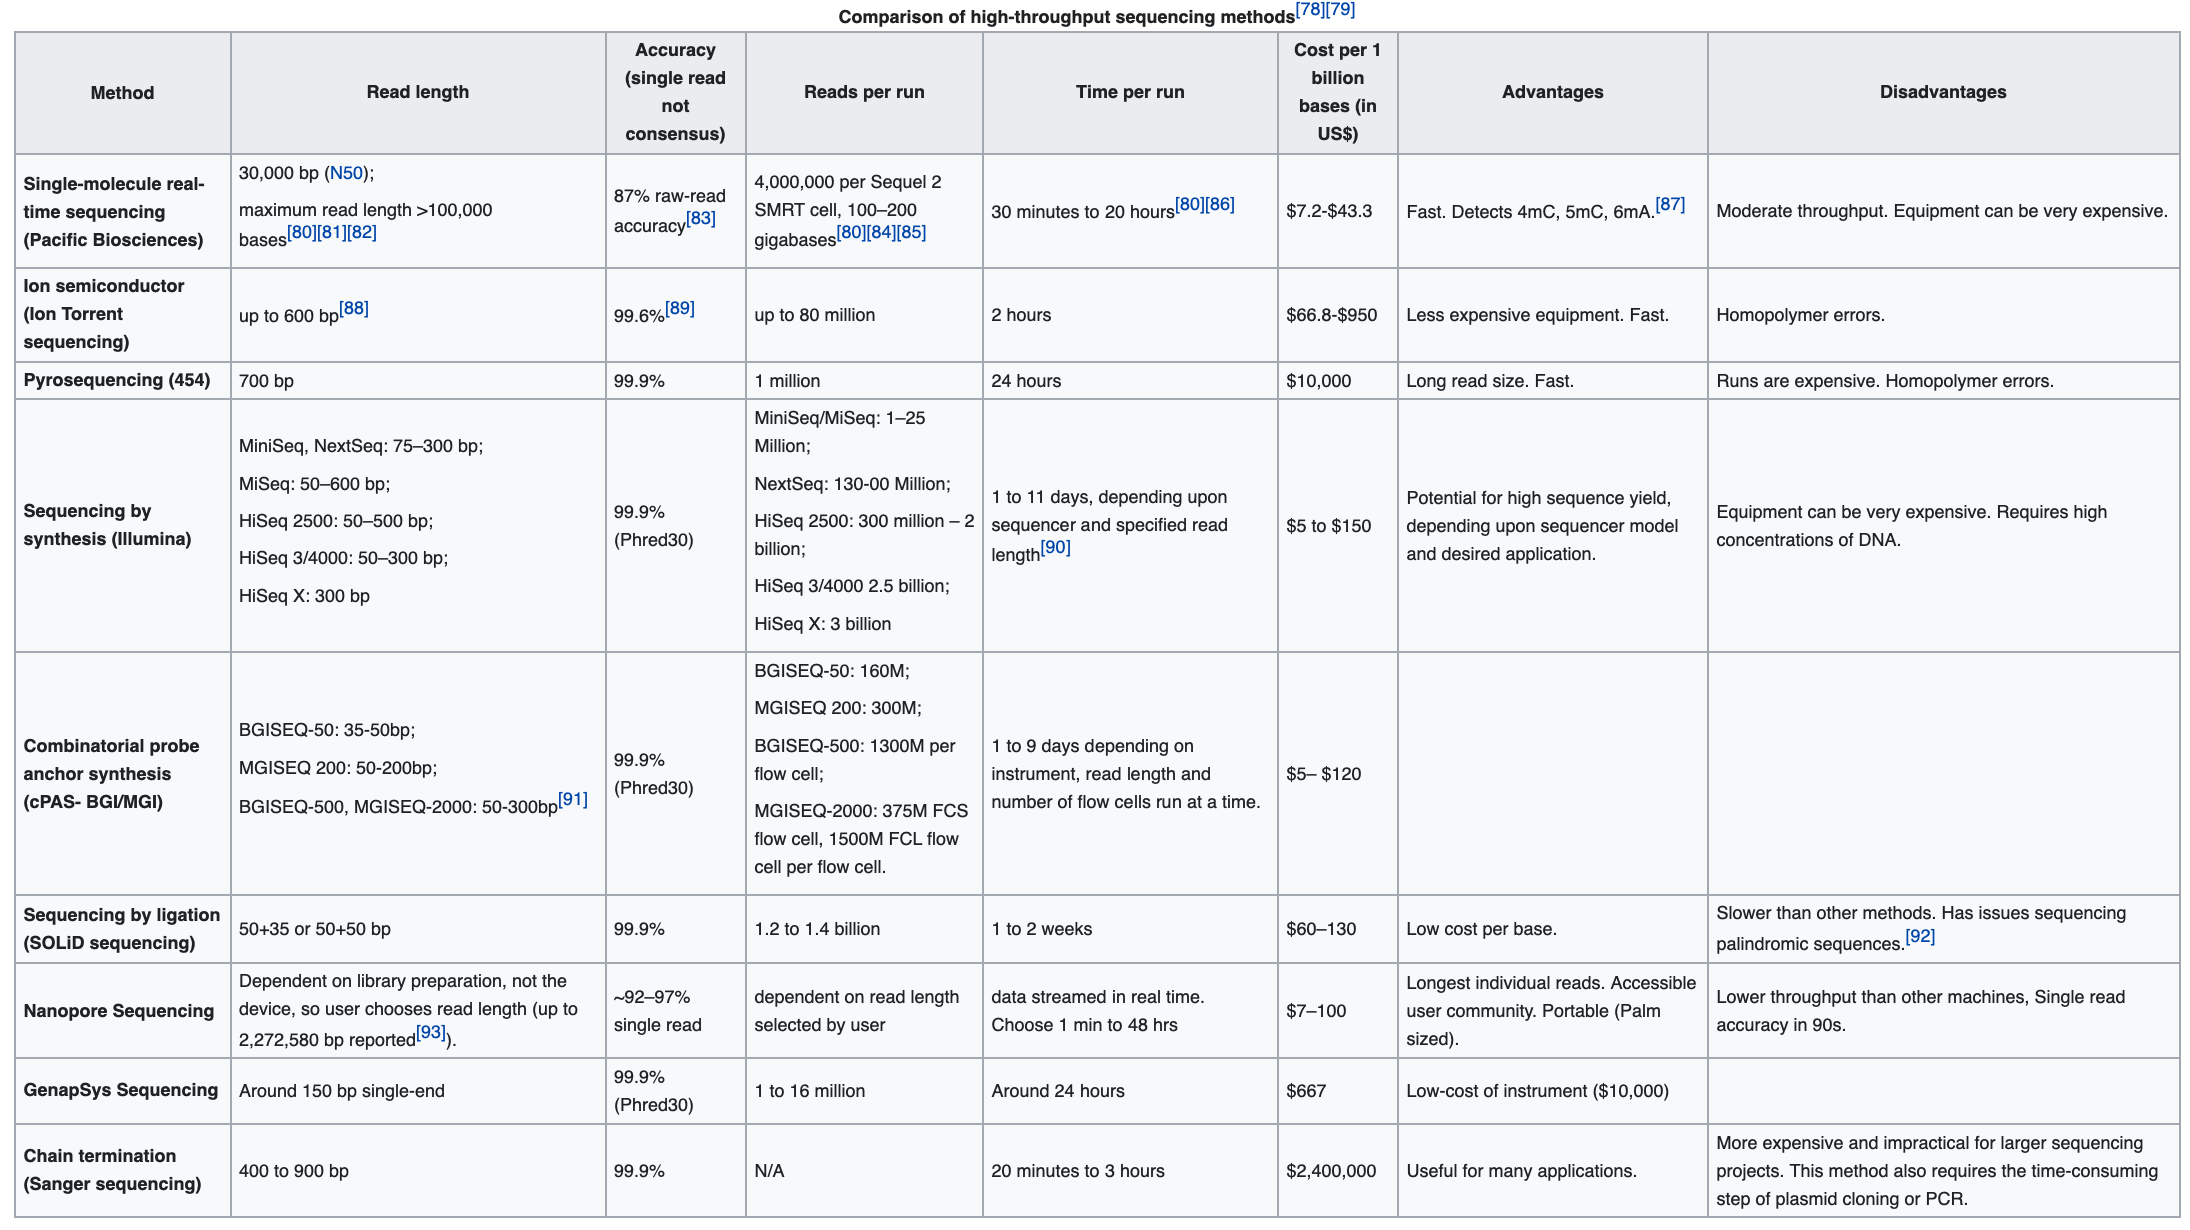 Comparison of high-throughput sequencing methods[78][79]
Method
Read length
Accuracy
(single read
not
consensus)
Reads per run
Time per run
Cost per 1
billion
bases (in
US$)
Advantages
Disadvantages
Single-molecule real-
time sequencing
(Pacific Biosciences)
30,000 bp (N50);
maximum read length >100,000
bases[80][81][82]
87% raw-read
accuracy[83]
4,000,000 per Sequel 2
SMRT cell, 100–200
gigabases[80][84][85]
30 minutes to 20 hours[80][86]
$7.2-$43.3
Fast. Detects 4mC, 5mC, 6mA.[87]
Moderate throughput. Equipment can be very expensive.
Ion semiconductor
(Ion Torrent
sequencing)
up to 600 bp[88]
99.6%[89]
up to 80 million
2 hours
$66.8-$950
Less expensive equipment. Fast.
Homopolymer errors.
Pyrosequencing (454)
700 bp
99.9%
1 million
24 hours
$10,000
Long read size. Fast.
Runs are expensive. Homopolymer errors.
Sequencing by
synthesis (Illumina)
MiniSeq, NextSeq: 75–300 bp;
MiSeq: 50–600 bp;
HiSeq 2500: 50–500 bp;
HiSeq 3/4000: 50–300 bp;
HiSeq X: 300 bp
99.9%
(Phred30)
MiniSeq/MiSeq: 1–25
Million;
NextSeq: 130-00 Million;
HiSeq 2500: 300 million – 2
billion;
HiSeq 3/4000 2.5 billion;
HiSeq X: 3 billion
1 to 11 days, depending upon
sequencer and specified read
length[90]
$5 to $150
Potential for high sequence yield,
depending upon sequencer model
and desired application.
Equipment can be very expensive. Requires high
concentrations of DNA.
Combinatorial probe
anchor synthesis
(cPAS- BGI/MGI)
BGISEQ-50: 35-50bp;
MGISEQ 200: 50-200bp;
BGISEQ-500, MGISEQ-2000: 50-300bp[91]
99.9%
(Phred30)
BGISEQ-50: 160M;
MGISEQ 200: 300M;
BGISEQ-500: 1300M per
flow cell;
MGISEQ-2000: 375M FCS
flow cell, 1500M FCL flow
cell per flow cell.
1 to 9 days depending on
instrument, read length and
number of flow cells run at a time.
$5– $120
Sequencing by ligation
(SOLiD sequencing)
50+35 or 50+50 bp
99.9%
1.2 to 1.4 billion
1 to 2 weeks
$60–130
Low cost per base.
Slower than other methods. Has issues sequencing
palindromic sequences.[92]
Nanopore Sequencing
Dependent on library preparation, not the
device, so user chooses read length (up to
2,272,580 bp reported[93]).
~92–97%
single read
dependent on read length
selected by user
data streamed in real time.
Choose 1 min to 48 hrs
$7–100
Longest individual reads. Accessible
user community. Portable (Palm
sized).
Lower throughput than other machines, Single read
accuracy in 90s.
GenapSys Sequencing
Around 150 bp single-end
99.9%
(Phred30)
1 to 16 million
Around 24 hours
$667
Low-cost of instrument ($10,000)
Chain termination
(Sanger sequencing)
400 to 900 bp
99.9%
N/A
20 minutes to 3 hours
$2,400,000
Useful for many applications.
More expensive and impractical for larger sequencing
projects. This method also requires the time-consuming
step of plasmid cloning or PCR.